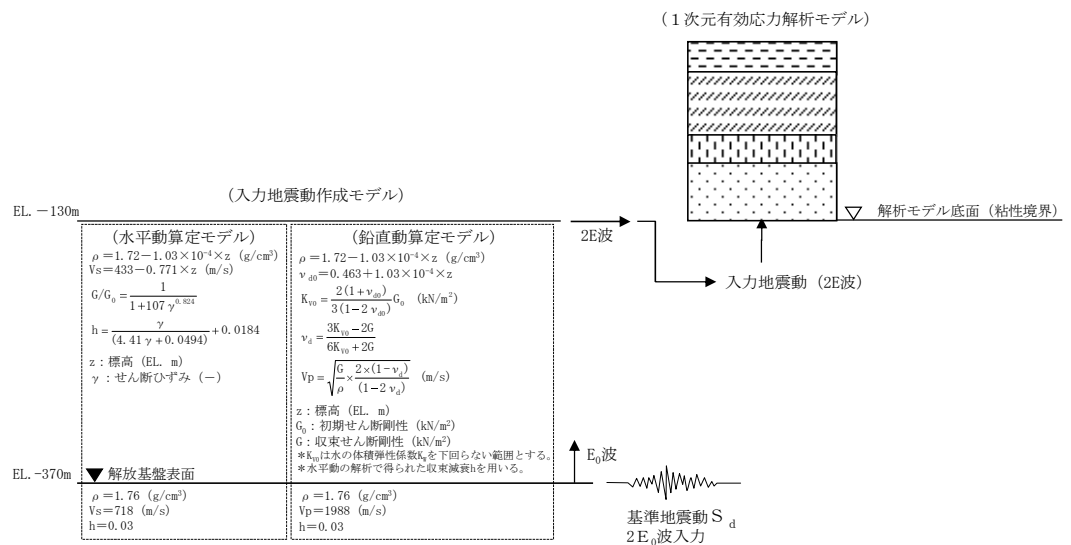 (1次元有効応力解析モデル)
(入力地震動作成モデル)
EL.-130m
2E波
解析モデル底面(粘性境界)
入力地震動(2E波)
(水平動算定モデル)
ρ=1.72-1.03×10⁻⁴×z (g/cm³)
Vs=433-0.771×z (m/s)
G/G₀=1/(1+107γ^0.824)
h=γ/(4.41γ+0.0494)+0.0184
z:標高 (EL. m)
γ:せん断ひずみ (-)
(鉛直動算定モデル)
ρ=1.72-1.03×10⁻⁴×z (g/cm³)
ν_d0=0.463+1.03×10⁻⁴×z
K_V0=2(1+ν_d0)/3(1-2ν_d0) G₀ (kN/m²)
ν_d=(3K_V0-2G)/(6K_V0+2G)
Vp=√(G/ρ×2×(1-ν_d)/(1-2ν_d)) (m/s)
z:標高 (EL. m)
G₀:初期せん断剛性 (kN/m²)
G:収束せん断剛性 (kN/m²)
*K_V0は水の体積弾性係数K_Wを下回らない範囲とする。
*水平動の解析で得られた収束減衰hを用いる。
EL.-370m
解放基盤表面
E₀波
ρ=1.76 (g/cm³)
Vs=718 (m/s)
h=0.03
ρ=1.76 (g/cm³)
Vp=1988 (m/s)
h=0.03
基準地震動S_d
2E₀波入力